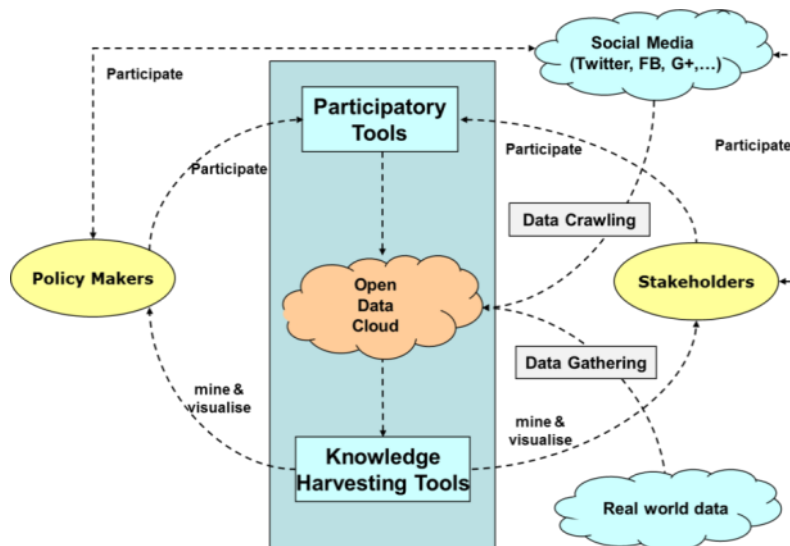 Social Media
(Twitter, FB, G+,...)
Participate
Participatory
Tools
Participate
Participate
Participate
Data Crawling
Policy Makers
Open
Data
Cloud
Stakeholders
Data Gathering
mine &
visualise
mine &
visualise
Knowledge
Harvesting Tools
Real world data